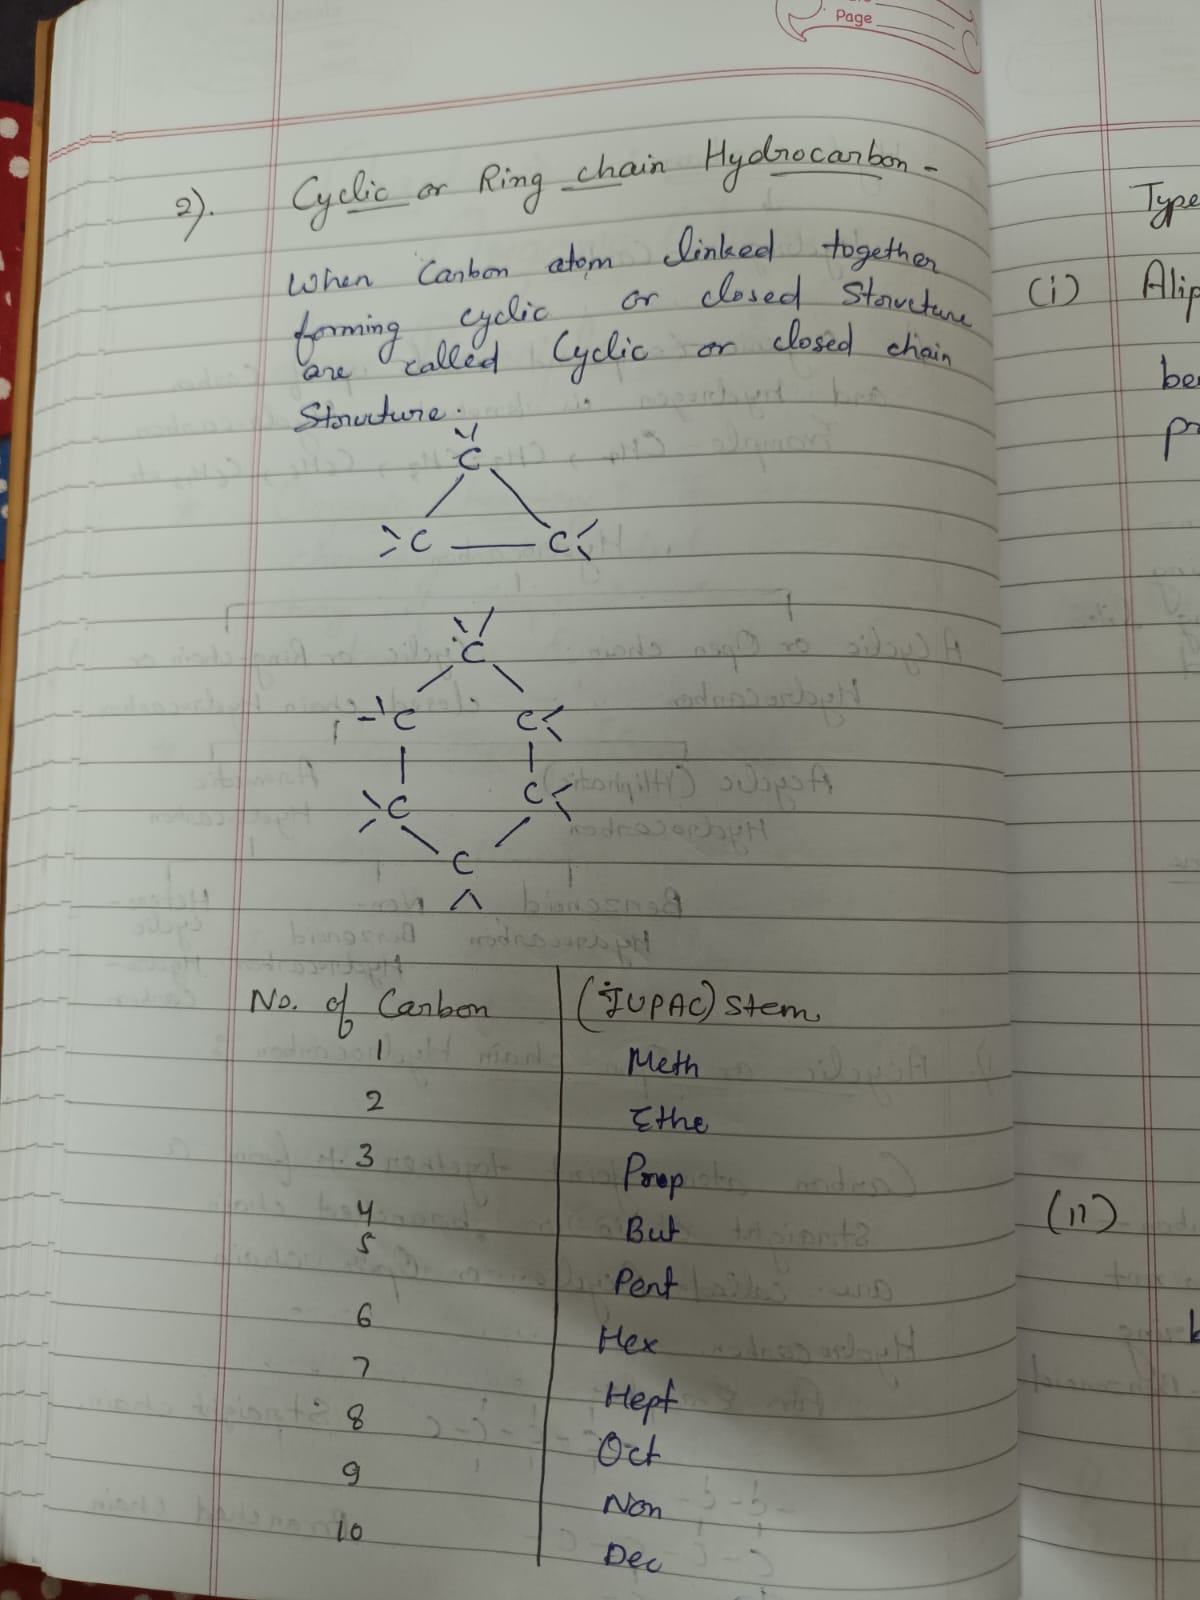 Page
2). Cyclic or Ring chain Hydrocarbon -
When Carbon atom linked together
forming cyclic or closed Structure
are called Cyclic or closed chain
Structure.
C
C C
C
C C
C C
C
No. of Carbon (IUPAC) Stem
1 Meth
2 Ethe
3 Prop
4 But
5 Pent
6 Hex
7 Hept
8 Oct
9 Non
10 Dec
Type
(i) Alip
be
pr
(11)
b